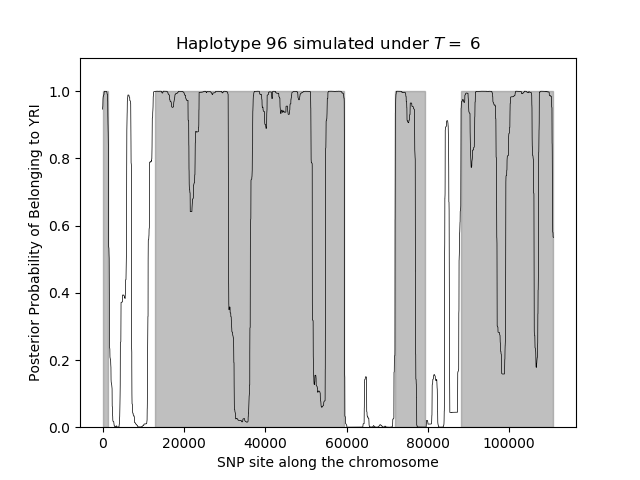 Haplotype 96 simulated under T = 6
Posterior Probability of Belonging to YRI
1.0
0.8
0.6
0.4
0.2
0.0
0 20000 40000 60000 80000 100000
SNP site along the chromosome